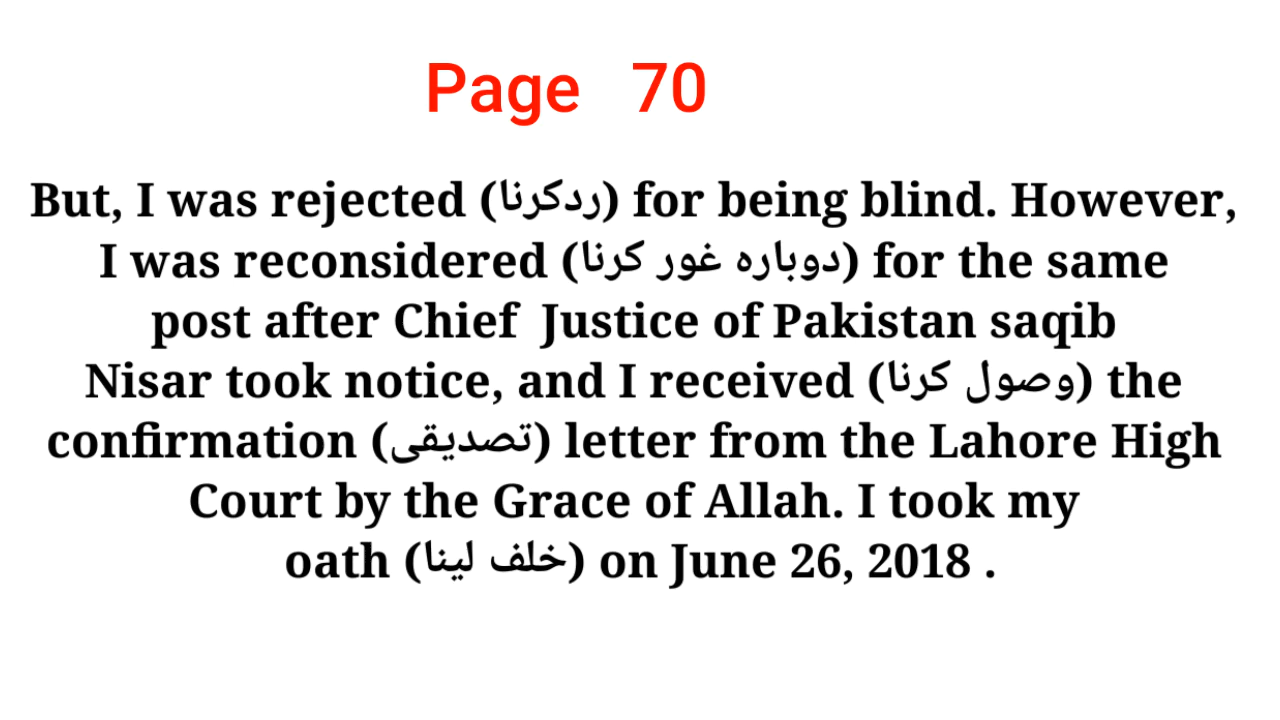 Page 70
But, I was rejected (ردکرنا) for being blind. However,
I was reconsidered (دوبارہ غور کرنا) for the same
post after Chief Justice of Pakistan saqib
Nisar took notice, and I received (وصول کرنا) the
confirmation (تصدیقی) letter from the Lahore High
Court by the Grace of Allah. I took my
oath (خلف لینا) on June 26, 2018 .